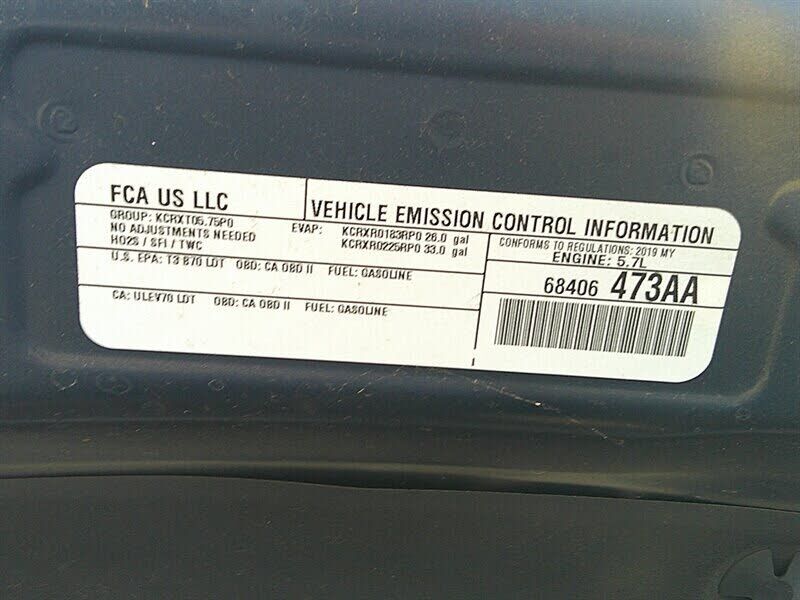 FCA US LLC
VEHICLE EMISSION CONTROL INFORMATION
GROUP: KCRXT05.75P0
NO ADJUSTMENTS NEEDED
HO2S / SFI / TWC
EVAP: KCRXR0183RP0 26.0 gal
KCRXR0225RP0 33.0 gal
CONFORMS TO REGULATIONS: 2019 MY
ENGINE: 5.7L
U.S. EPA: T3 B70 LDT OBD: CA OBD II FUEL: GASOLINE
68406 473AA
CA: ULEV70 LDT OBD: CA OBD II FUEL: GASOLINE